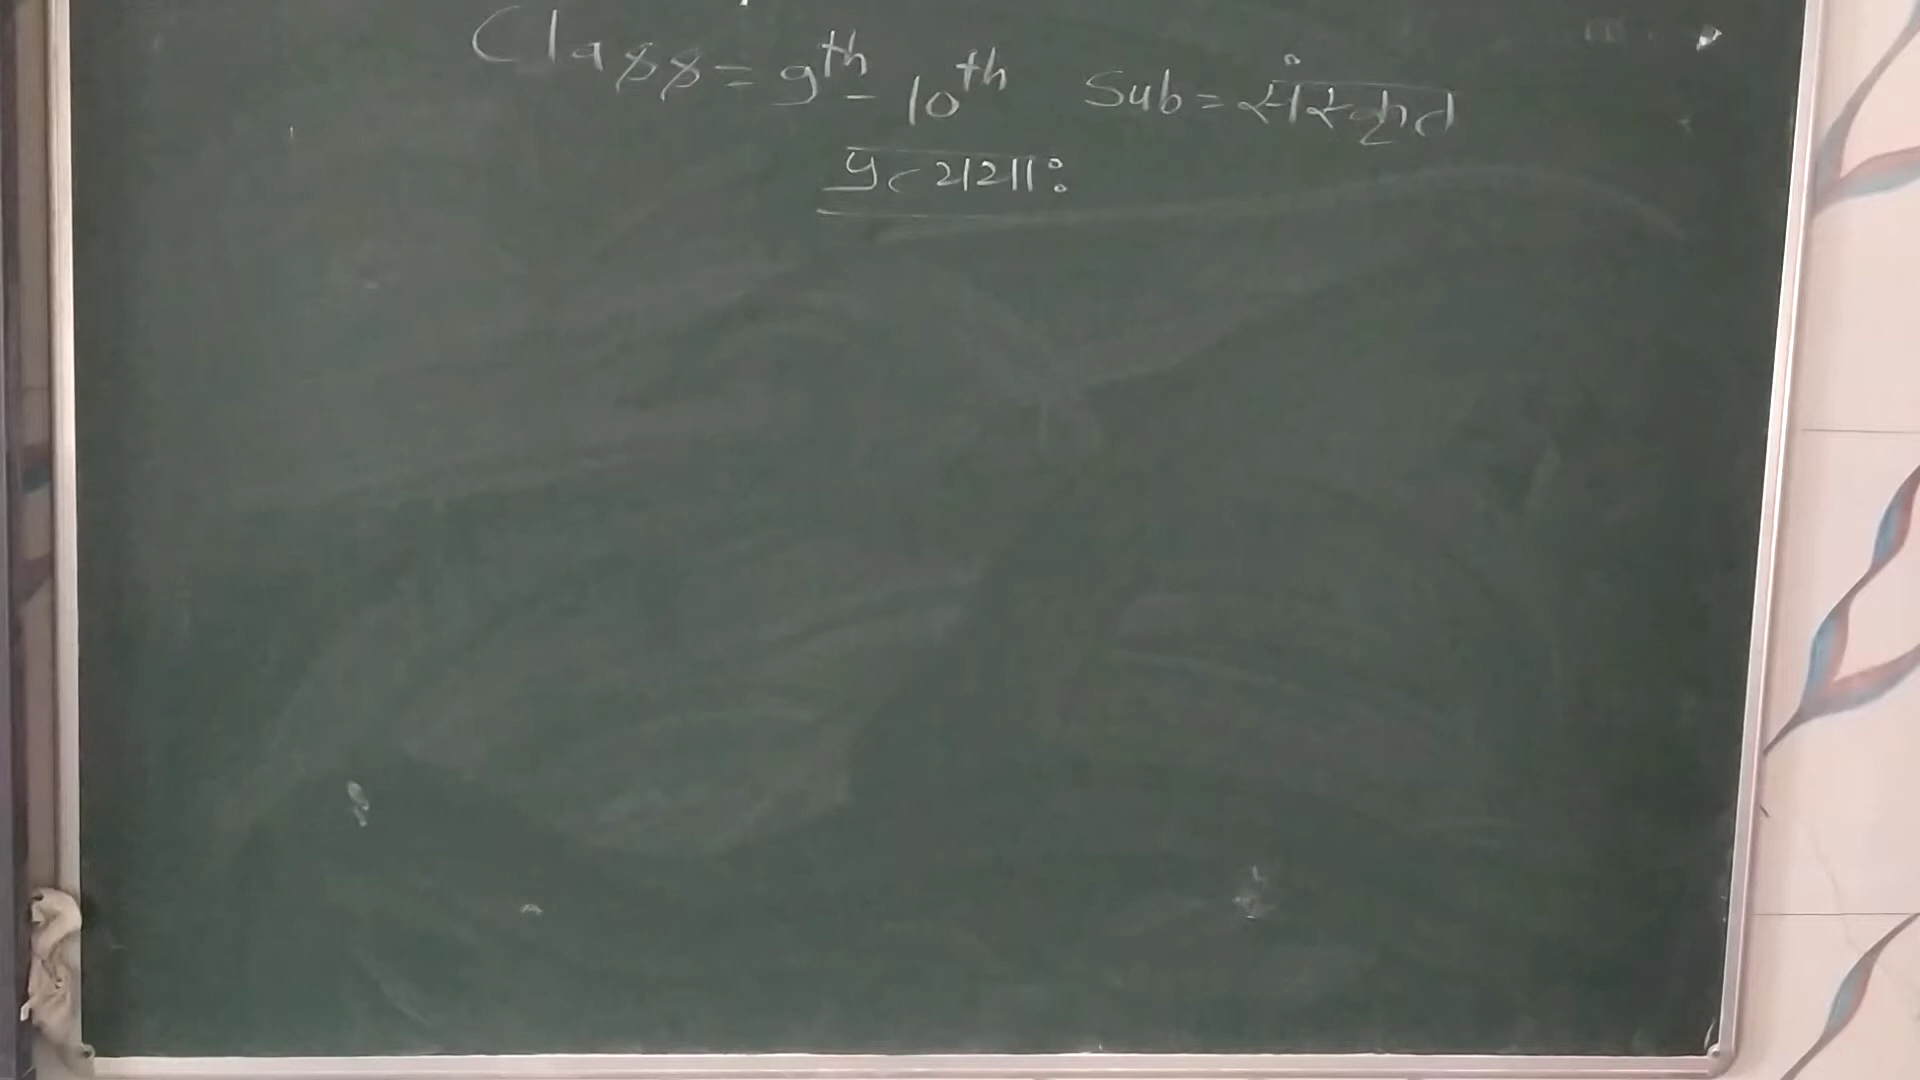 Class = 9th - 10th Sub = संस्कृत
प्रत्ययाः